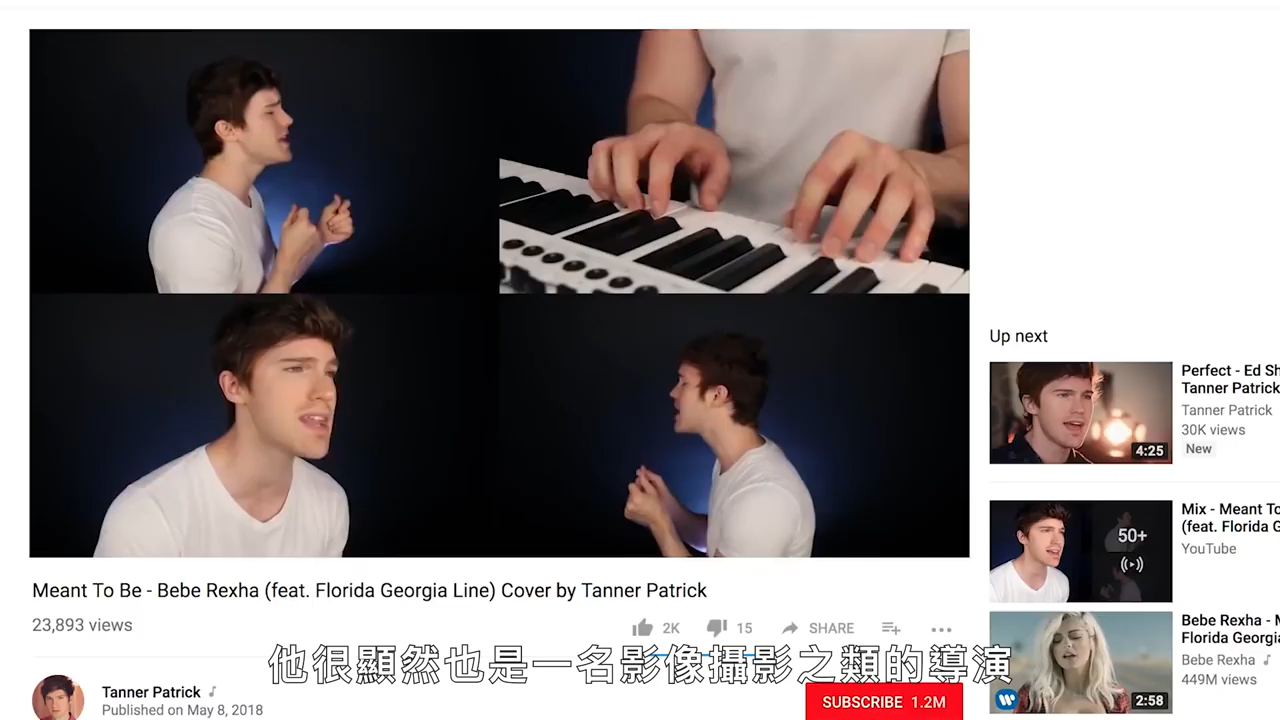 Up next
Perfect - Ed Sh
Tanner Patrick
Tanner Patrick
30K views
New
4:25
Mix - Meant To
(feat. Florida G
YouTube
50+
Bebe Rexha - M
Florida Georgia
Bebe Rexha
449M views
2:58
Meant To Be - Bebe Rexha (feat. Florida Georgia Line) Cover by Tanner Patrick
23,893 views
2K
15
SHARE
他很顯然也是一名影像攝影之類的導演
Tanner Patrick
Published on May 8, 2018
SUBSCRIBE 1.2M